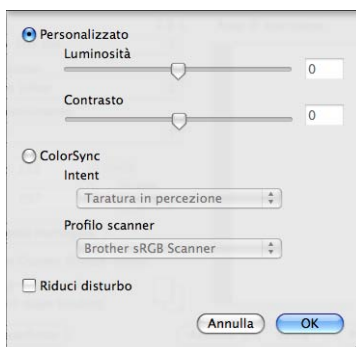 Personalizzato
Luminosità
0
Contrasto
0
ColorSync
Intent
Taratura in percezione
Profilo scanner
Brother sRGB Scanner
Riduci disturbo
Annulla OK